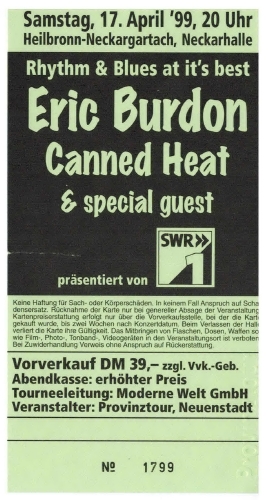 Samstag, 17. April '99, 20 Uhr
Heilbronn-Neckargartach, Neckarhalle
Rhythm & Blues at it's best
Eric Burdon
Canned Heat
& special guest
SWR»
1
präsentiert von
Keine Haftung für Sach- oder Körperschäden. In keinem Fall Anspruch auf Scha
densersatz. Rücknahme der Karte nur bei genereller Absage der Veranstaltung
Kartenpreiserstattung erfolgt nur über die Vorverkaufsstelle, bei der die Kart
gekauft wurde, bis zwei Wochen nach Konzertdatum. Beim Verlassen der Hall
verliert die Karte ihre Gültigkeit. Das Mitbringen von Flaschen, Dosen, Waffen so
wie Film-, Photo-, Tonband-, Videogeräten in den Veranstaltungsort ist verboten
Bei Zuwiderhandlung Verweis ohne Anspruch auf Rückerstattung.
Vorverkauf DM 39,– zzgl. Vvk.-Geb.
Abendkasse: erhöhter Preis
Tourneeleitung: Moderne Welt GmbH
Veranstalter: Provinztour, Neuenstadt
№ 1799